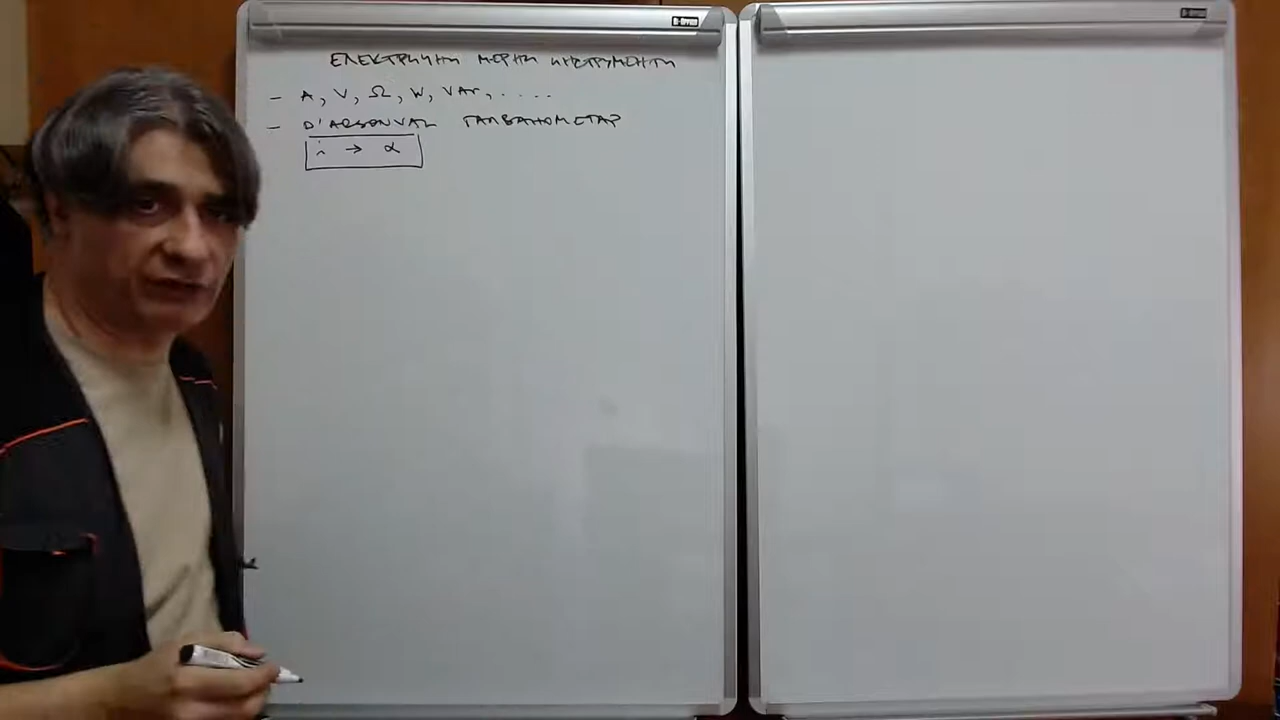 ЕЛЕКТРИЧНИ МЕРНИ ИНСТРУМЕНТИ
- A, V, Ω, W, VAr, ....
- D'ARSONVAL ГАЛВАНОМЕТАР
i → α